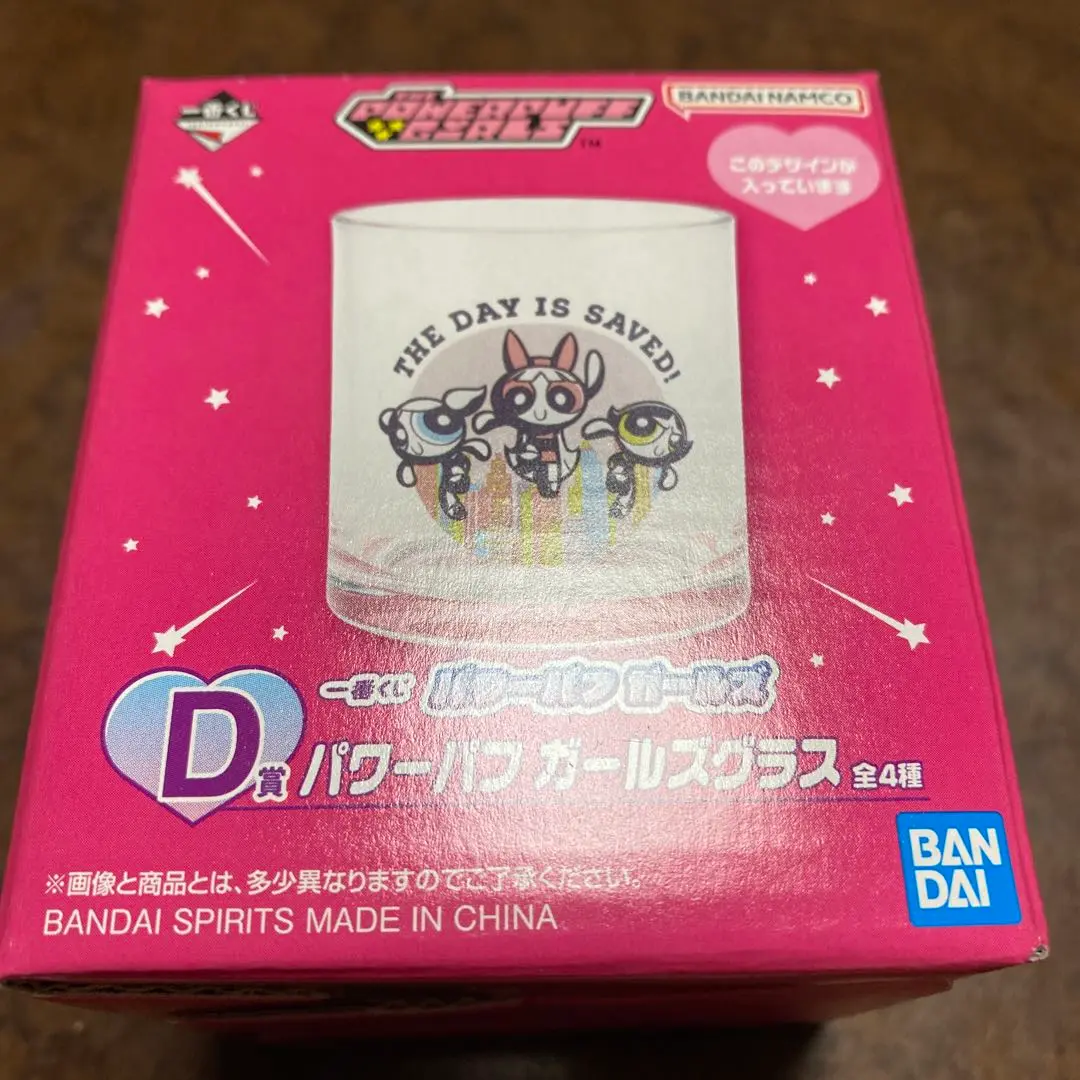 一番くじ
THE POWERPUFF GIRLS™
BANDAI NAMCO
このデザインが
入っています
THE DAY IS SAVED!
一番くじ パワーパフ ガールズ
D賞 パワーパフ ガールズグラス 全4種
※画像と商品とは、多少異なりますのでご了承ください。
BANDAI SPIRITS MADE IN CHINA
BAN
DAI